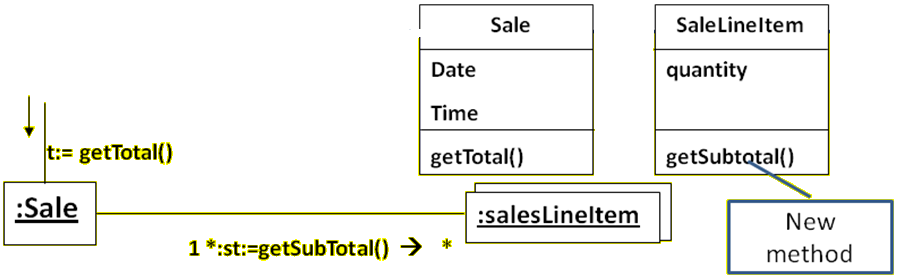 Sale
Date
Time
getTotal()
SaleLineItem
quantity
getSubtotal()
t:= getTotal()
:Sale
:salesLineItem
1 *:st:=getSubTotal() → *
New
method